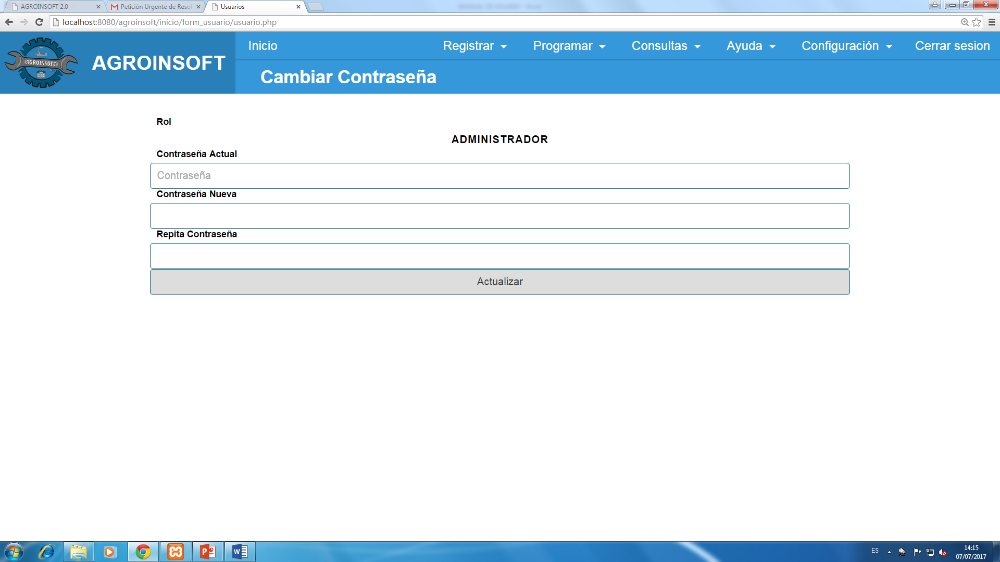 AGROINSOFT 2.0
Petición Urgente de Resol
Usuarios
localhost:8080/agroinsoft/inicio/form_usuario/usuario.php
AGROINSOFT
AGROINSOFT
Inicio
Registrar
Programar
Consultas
Ayuda
Configuración
Cerrar sesion
Cambiar Contraseña
Rol
ADMINISTRADOR
Contraseña Actual
Contraseña
Contraseña Nueva
Repita Contraseña
Actualizar
ES
14:15
07/07/2017